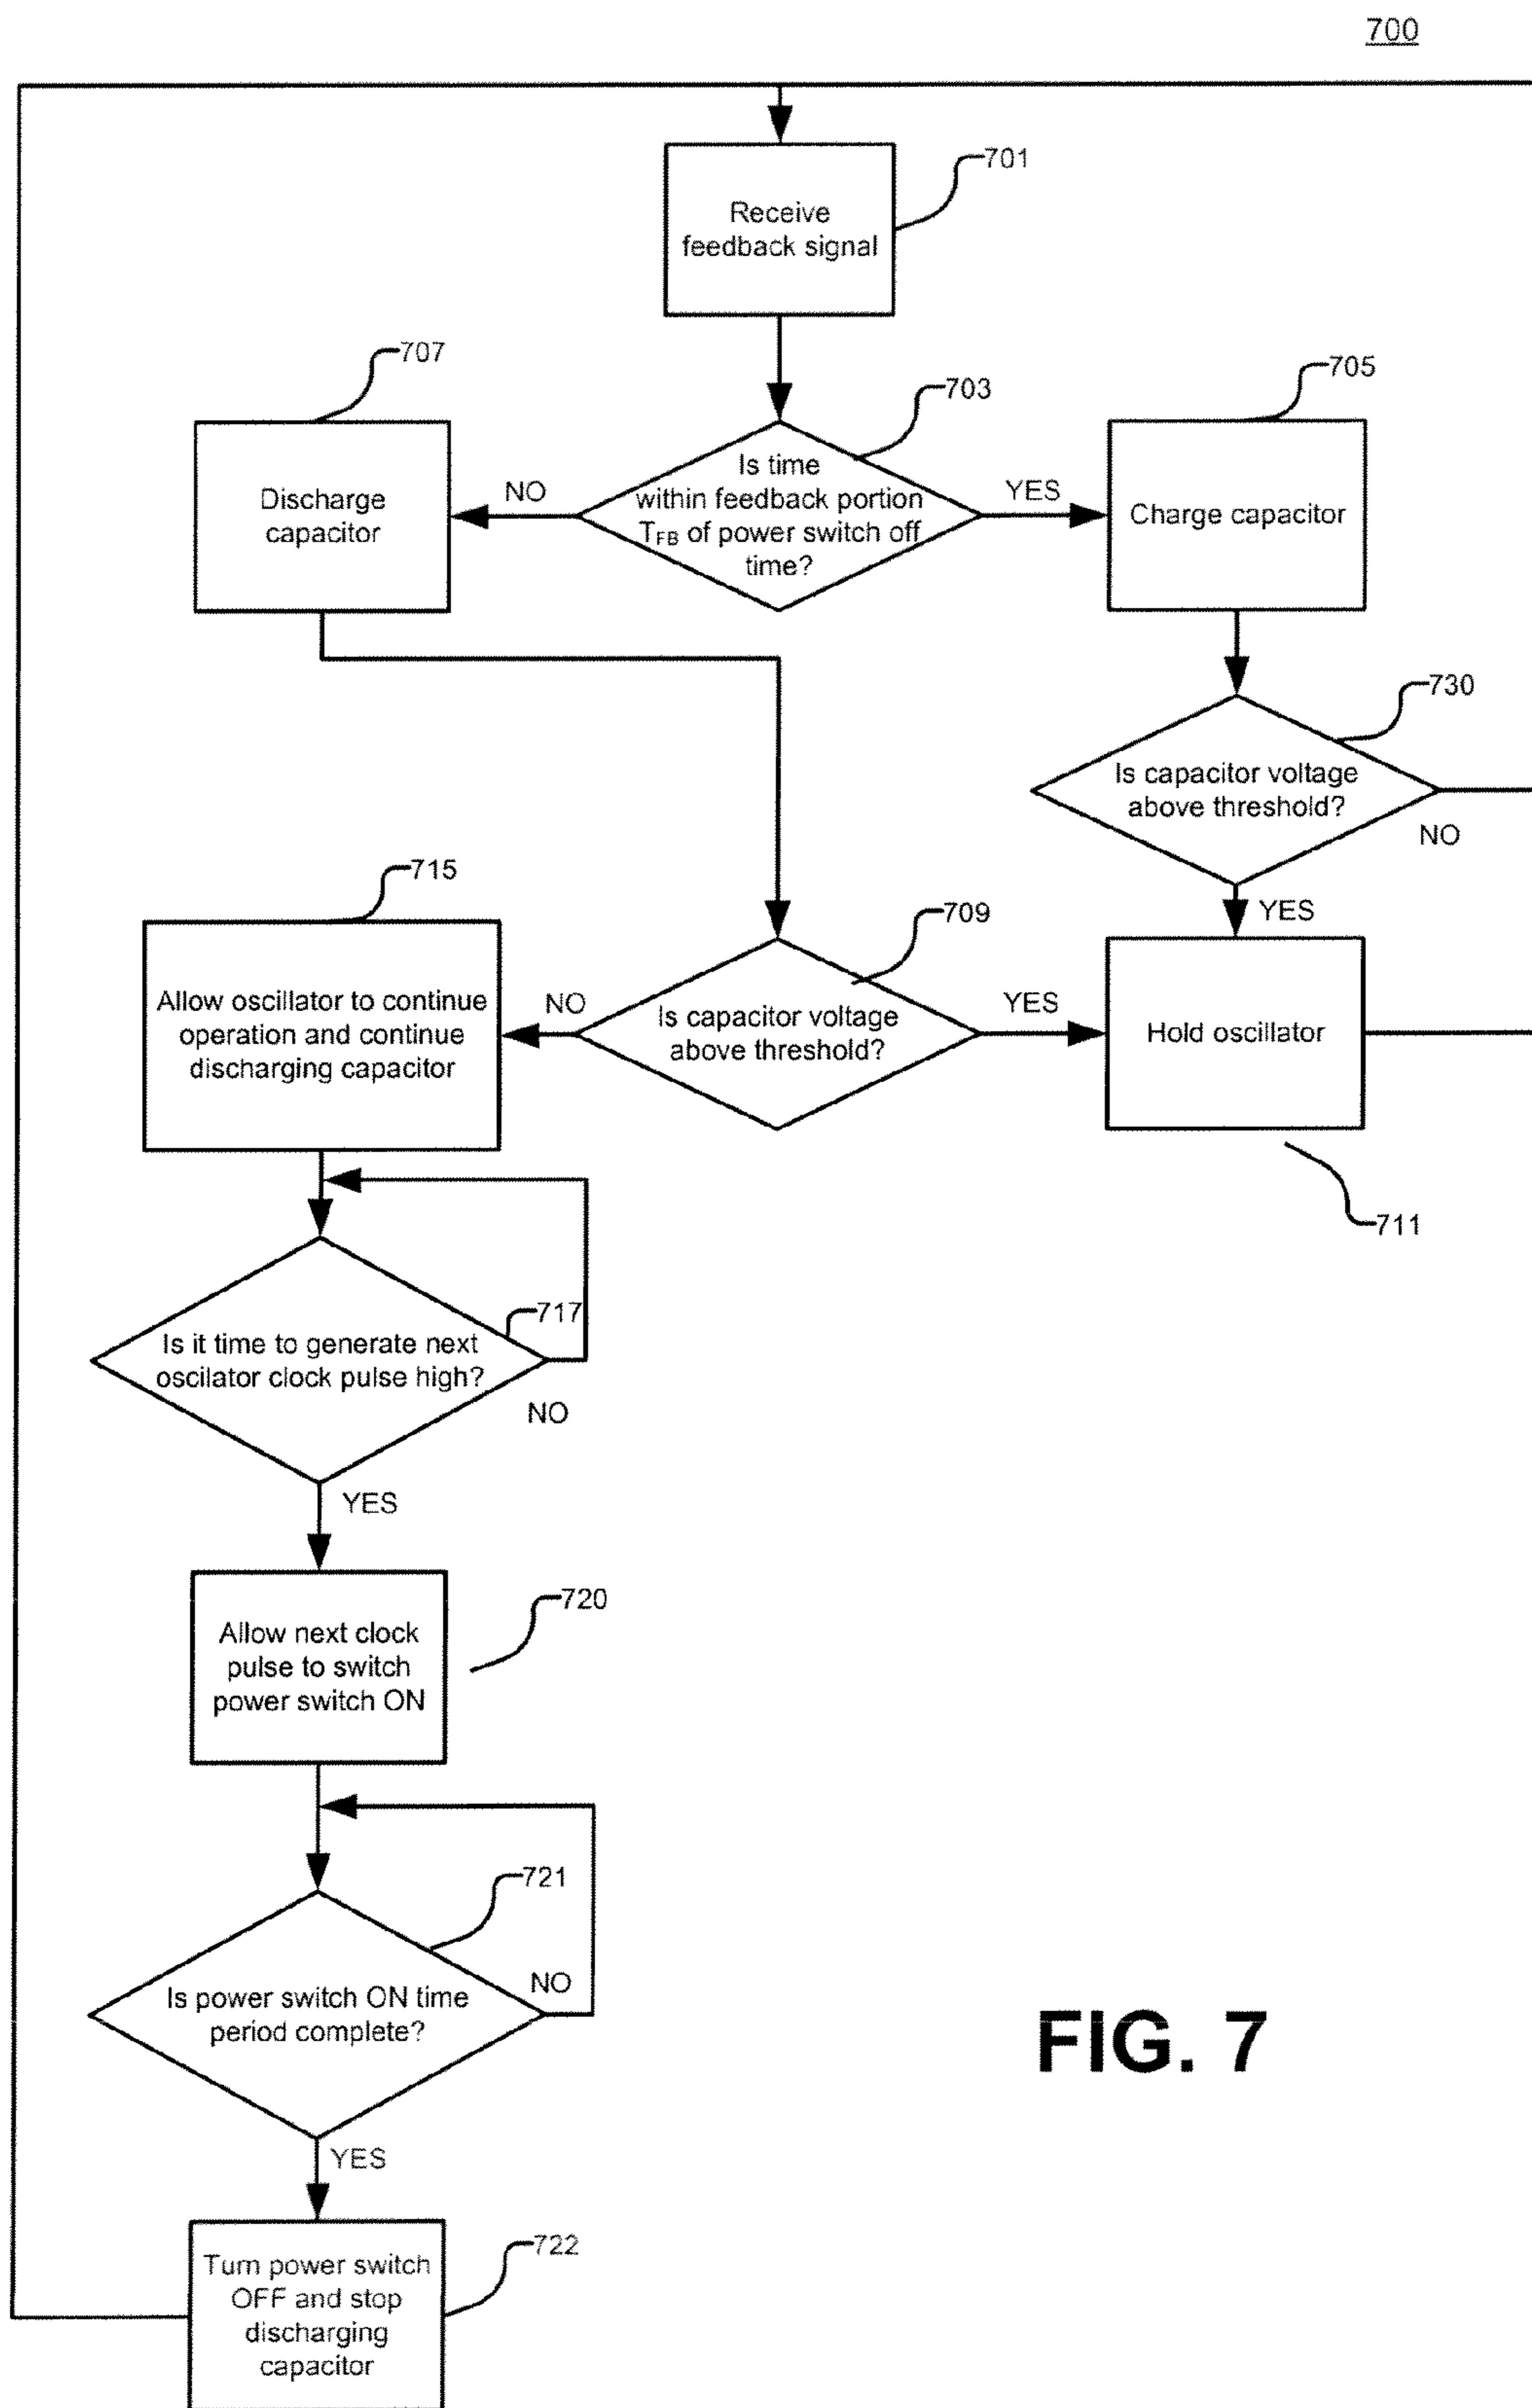 700
701
Receive
feedback signal
707
703
705
Discharge
capacitor
NO
Is time
within feedback portion
TFB of power switch off
time?
YES
Charge capacitor
730
Is capacitor voltage
above threshold?
NO
YES
715
709
Allow oscillator to continue
operation and continue
discharging capacitor
NO
Is capacitor voltage
above threshold?
YES
Hold oscillator
711
717
Is it time to generate next
oscilator clock pulse high?
NO
YES
720
Allow next clock
pulse to switch
power switch ON
721
Is power switch ON time
period complete?
NO
YES
FIG. 7
722
Turn power switch
OFF and stop
discharging
capacitor